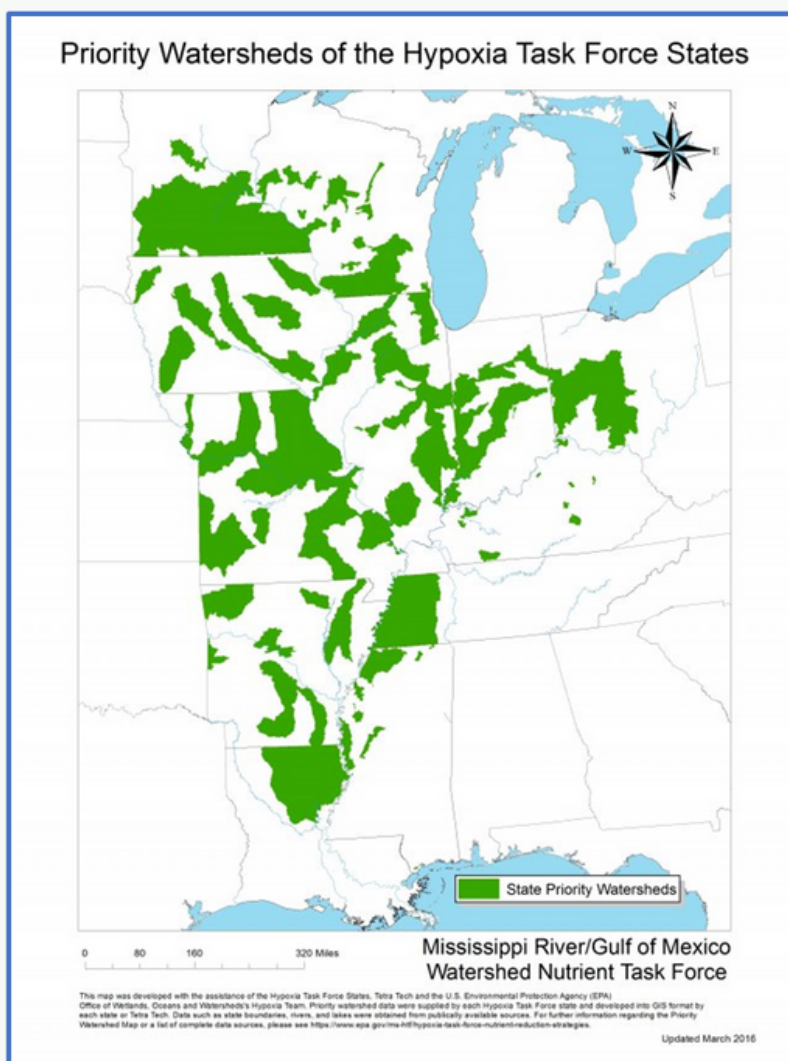 Priority Watersheds of the Hypoxia Task Force States
N
W
E
S
State Priority Watersheds
0 80 160 320 Miles
Mississippi River/Gulf of Mexico
Watershed Nutrient Task Force
This map was developed with the assistance of the Hypoxia Task Force States, Tetra Tech and the U.S. Environmental Protection Agency (EPA)
Office of Wetlands, Oceans and Watersheds's Hypoxia Team. Priority watershed data were supplied by each Hypoxia Task Force state and developed into GIS format by
each state or Tetra Tech. Data such as state boundaries, rivers, and lakes were obtained from publically available sources. For further information regarding the Priority
Watershed Map or a list of complete data sources, please see https://www.epa.gov/ms-htf/hypoxia-task-force-nutrient-reduction-strategies.
Updated March 2016